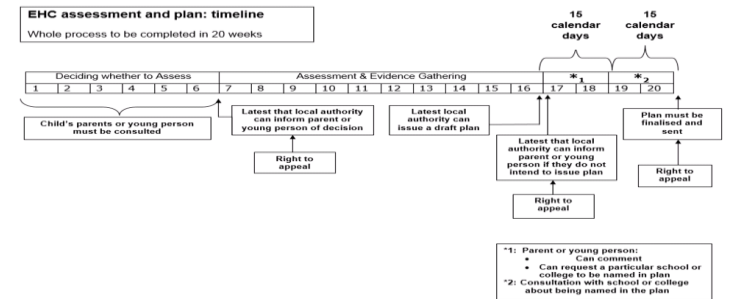 EHC assessment and plan: timeline
Whole process to be completed in 20 weeks
15
calendar
days
15
calendar
days
Deciding whether to Assess
Assessment & Evidence Gathering
*1
*2
1 2 3 4 5 6 7 8 9 10 11 12 13 14 15 16 17 18 19 20
Child's parents or young person
must be consulted
Latest that local authority
can inform parent or
young person of decision
Right to
appeal
Latest local
authority can
issue a draft plan
Latest that local
authority can inform
parent or young
person if they do not
intend to issue plan
Right to
appeal
Plan must be
finalised and
sent
Right to
appeal
*1: Parent or young person:
• Can comment
• Can request a particular school or
college to be named in plan
*2: Consultation with school or college
about being named in the plan